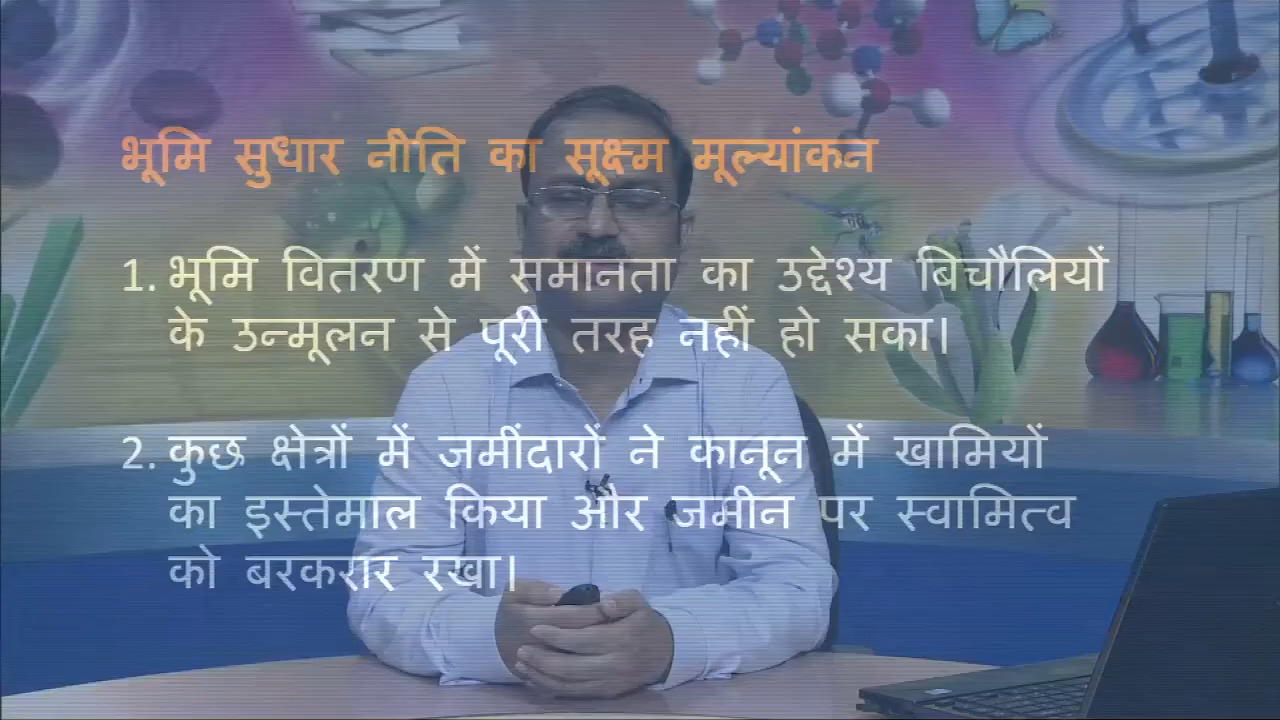 भूमि सुधार नीति का सूक्ष्म मूल्यांकन
1. भूमि वितरण में समानता का उद्देश्य बिचौलियों
के उन्मूलन से पूरी तरह नहीं हो सका।
2. कुछ क्षेत्रों में जमींदारों ने कानून में खामियों
का इस्तेमाल किया और जमीन पर स्वामित्व
को बरकरार रखा।